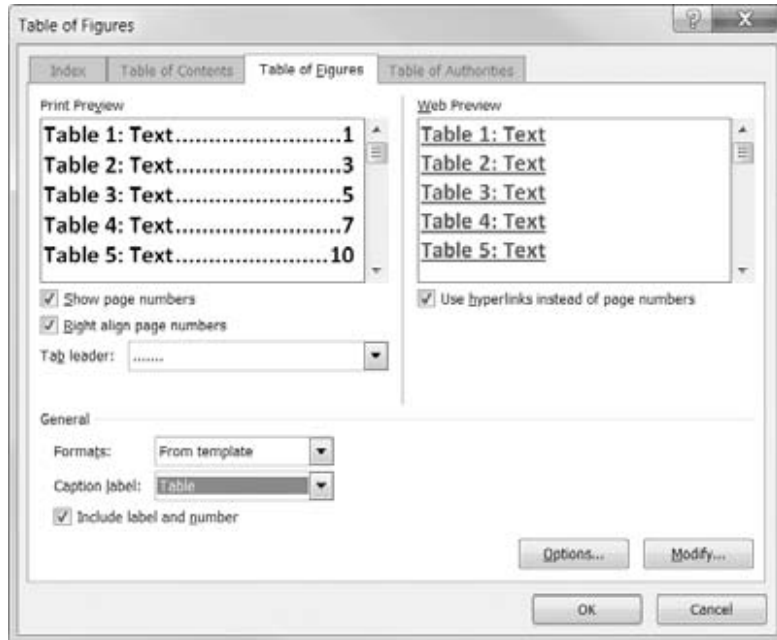 Table of Figures
Index
Table of Contents
Table of Figures
Table of Authorities
Print Preview
Table 1: Text.........................1
Table 2: Text.........................3
Table 3: Text.........................5
Table 4: Text.........................7
Table 5: Text.......................10
Web Preview
Table 1: Text
Table 2: Text
Table 3: Text
Table 4: Text
Table 5: Text
Show page numbers
Right align page numbers
Tab leader: .......
Use hyperlinks instead of page numbers
General
Formats: From template
Caption label: Table
Include label and number
Options... Modify...
OK Cancel